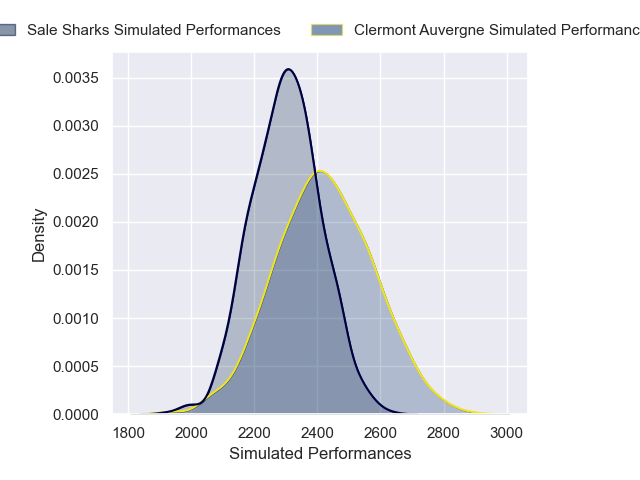 Sale Sharks Simulated Performances Clermont Auvergne Simulated Performanc
0.0035
0.0030
0.0025
0.0020
0.0015
0.0010
0.0005
0.0000
Density
1800 2000 2200 2400 2600 2800 3000
Simulated Performances